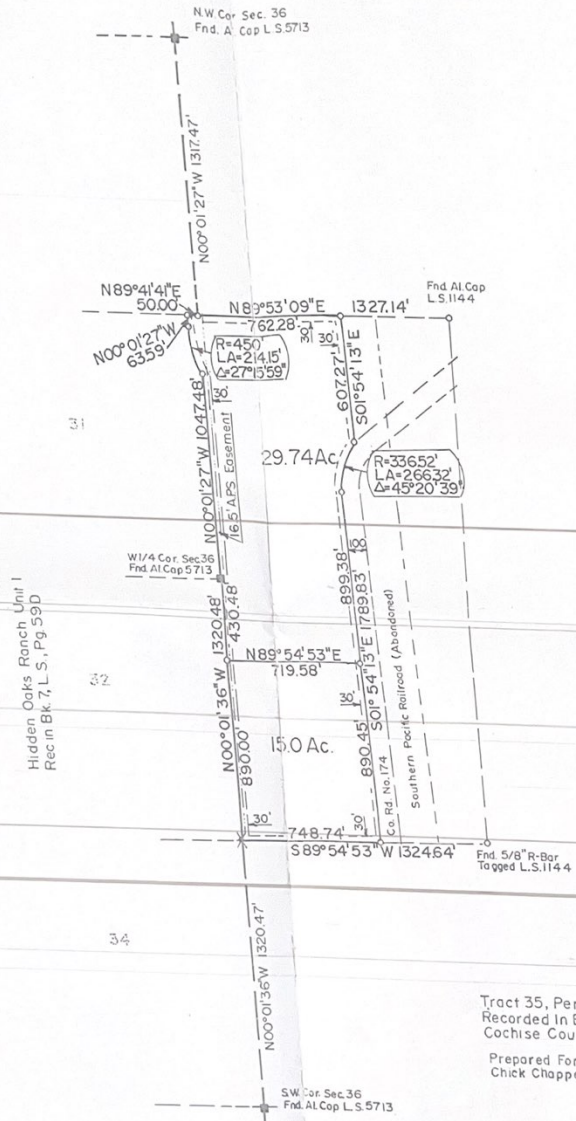 N.W. Cor Sec. 36
Fnd. A. Cap L.S. 5713
N00°01'27"W 1317.47'
N89°41'41"E
50.00'
N89°53'09"E
1327.14'
Fnd Al. Cap
L.S. 1144
762.28'
30'
30'
N00°01'27"W
63.59'
R=450'
LA=214.15'
Δ=27°15'59"
607.27'
S01°54'13"E
30'
31
N00°01'27"W 1047.48'
16.5' APS Easement
29.74 Ac.
R=336.52'
LA=266.32'
Δ=45°20'39"
W 1/4 Cor. Sec 36
Fnd. Al. Cap 5713
899.38'
S01°54'13"E 1789.83'
Hidden Oaks Ranch Unit 1
Rec in Bk. 7, L.S., Pg. 59D
32
N00°01'36"W 1320.48'
430.48'
N89°54'53"E
719.58'
30'
890.00'
15.0 Ac.
890.45'
Co. Rd. No. 174
Southern Pacific Railroad (Abandoned)
30'
30'
748.74'
S89°54'53"W 1324.64'
Fnd. 5/8" R-Bar
Tagged L.S. 1144
34
N00°01'36"W 1320.47'
Tract 35, Per
Recorded In B
Cochise Cou
Prepared For
Chick Chappe
S.W. Cor. Sec. 36
Fnd. Al. Cap L.S. 5713